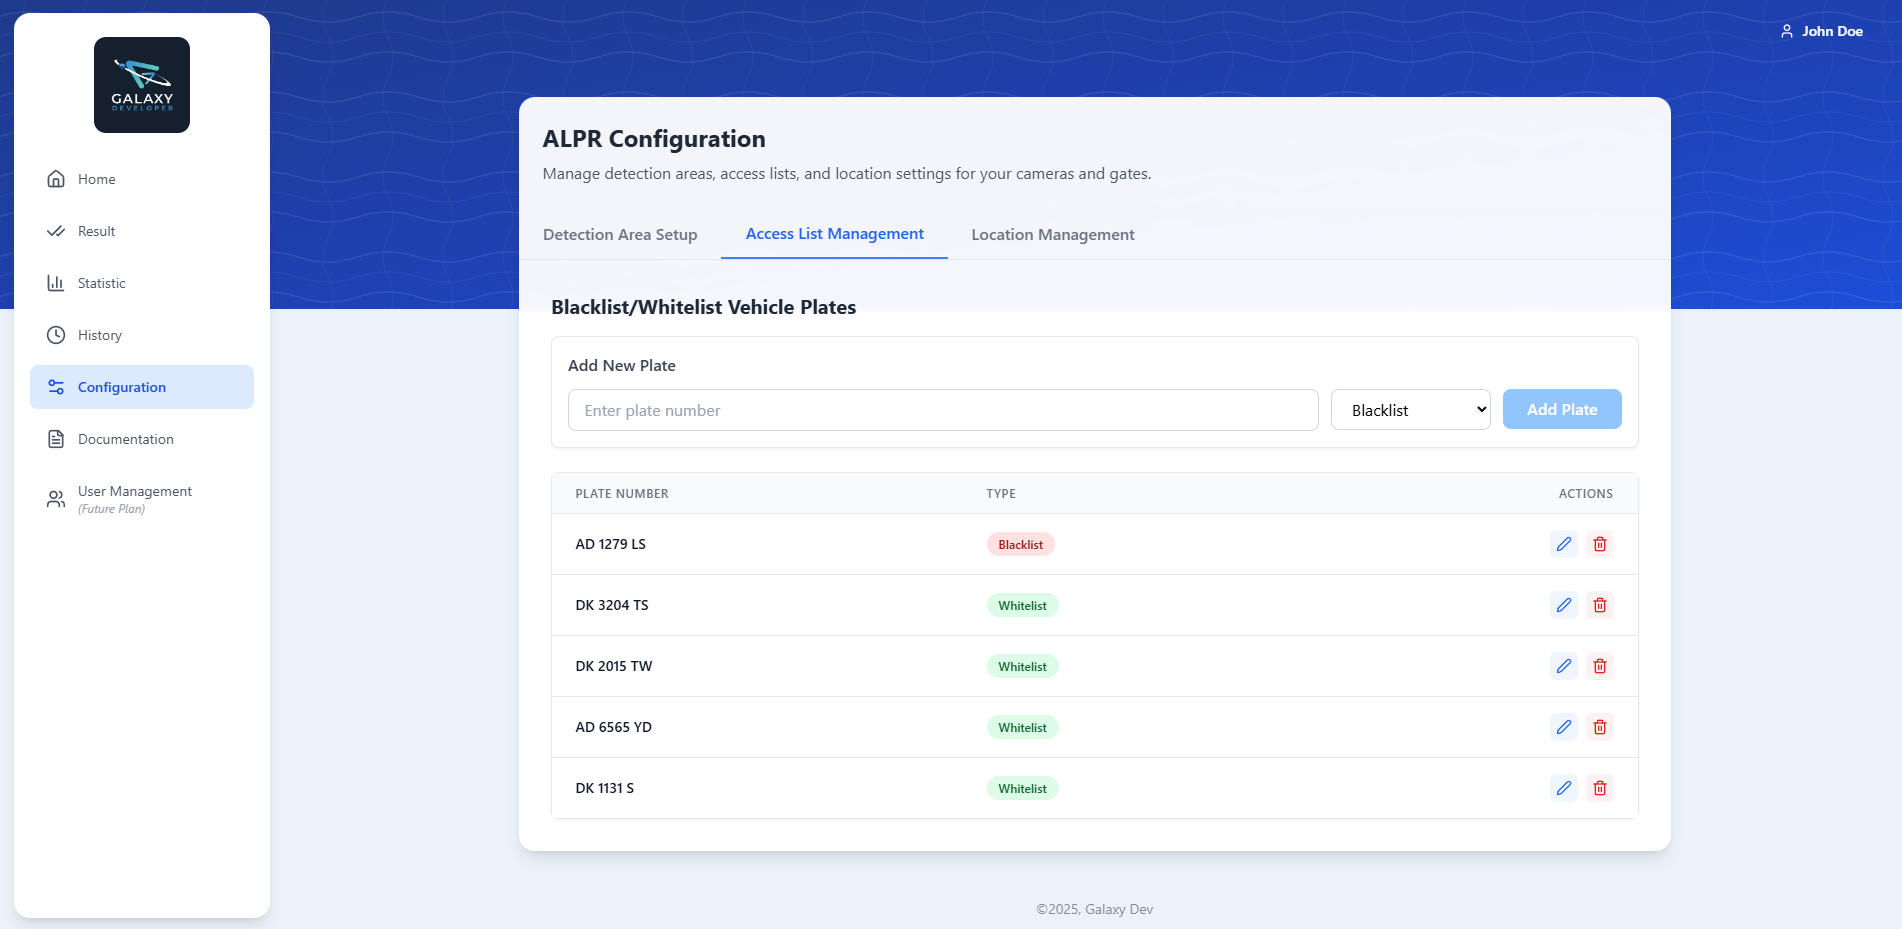 GALAXY
DEVELOPER
Home
Result
Statistic
History
Configuration
Documentation
User Management
(Future Plan)
John Doe
ALPR Configuration
Manage detection areas, access lists, and location settings for your cameras and gates.
Detection Area Setup Access List Management Location Management
Blacklist/Whitelist Vehicle Plates
Add New Plate
Enter plate number Blacklist Add Plate
PLATE NUMBER TYPE ACTIONS
AD 1279 LS Blacklist
DK 3204 TS Whitelist
DK 2015 TW Whitelist
AD 6565 YD Whitelist
DK 1131 S Whitelist
©2025, Galaxy Dev